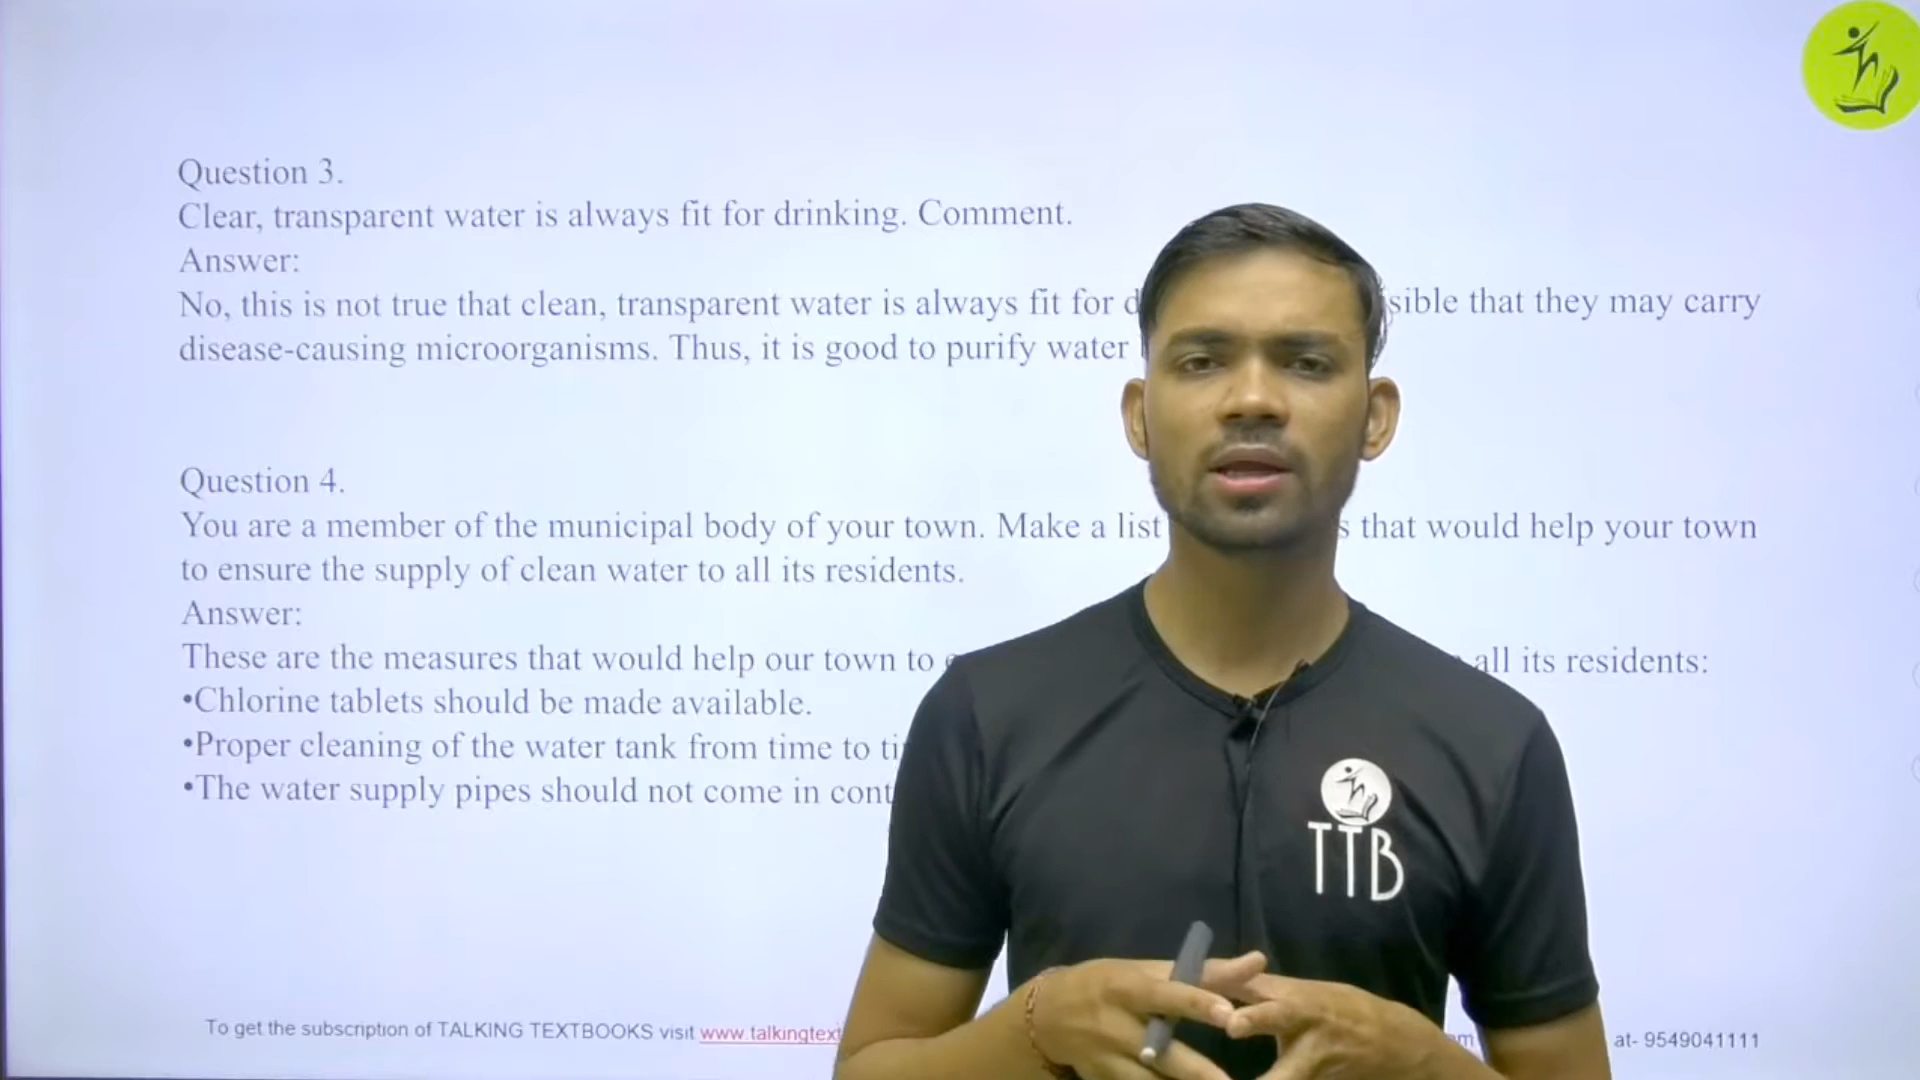 Question 3.
Clear, transparent water is always fit for drinking. Comment.
Answer:
No, this is not true that clean, transparent water is always fit for d sible that they may carry
disease-causing microorganisms. Thus, it is good to purify water
Question 4.
You are a member of the municipal body of your town. Make a list s that would help your town
to ensure the supply of clean water to all its residents.
Answer:
These are the measures that would help our town to all its residents:
•Chlorine tablets should be made available.
•Proper cleaning of the water tank from time to ti
•The water supply pipes should not come in cont
TTB
To get the subscription of TALKING TEXTBOOKS visit www.talkingtext om at- 9549041111